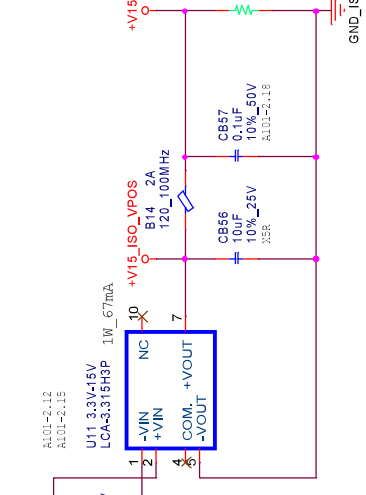 +V15
GND_IS
CB57
0.1uF
10%_50V
A101-2.18
B14 2A
120_100MHz
+V15_ISO_VPOS
CB56
10uF
10%_25V
X5R
1W_67mA
10
7
NC
+VOUT
U11 3.3V-15V
LCA-3.315H3P
A101-2.12
A101-2.15
-VIN
+VIN
COM.
-VOUT
1
2
4
5